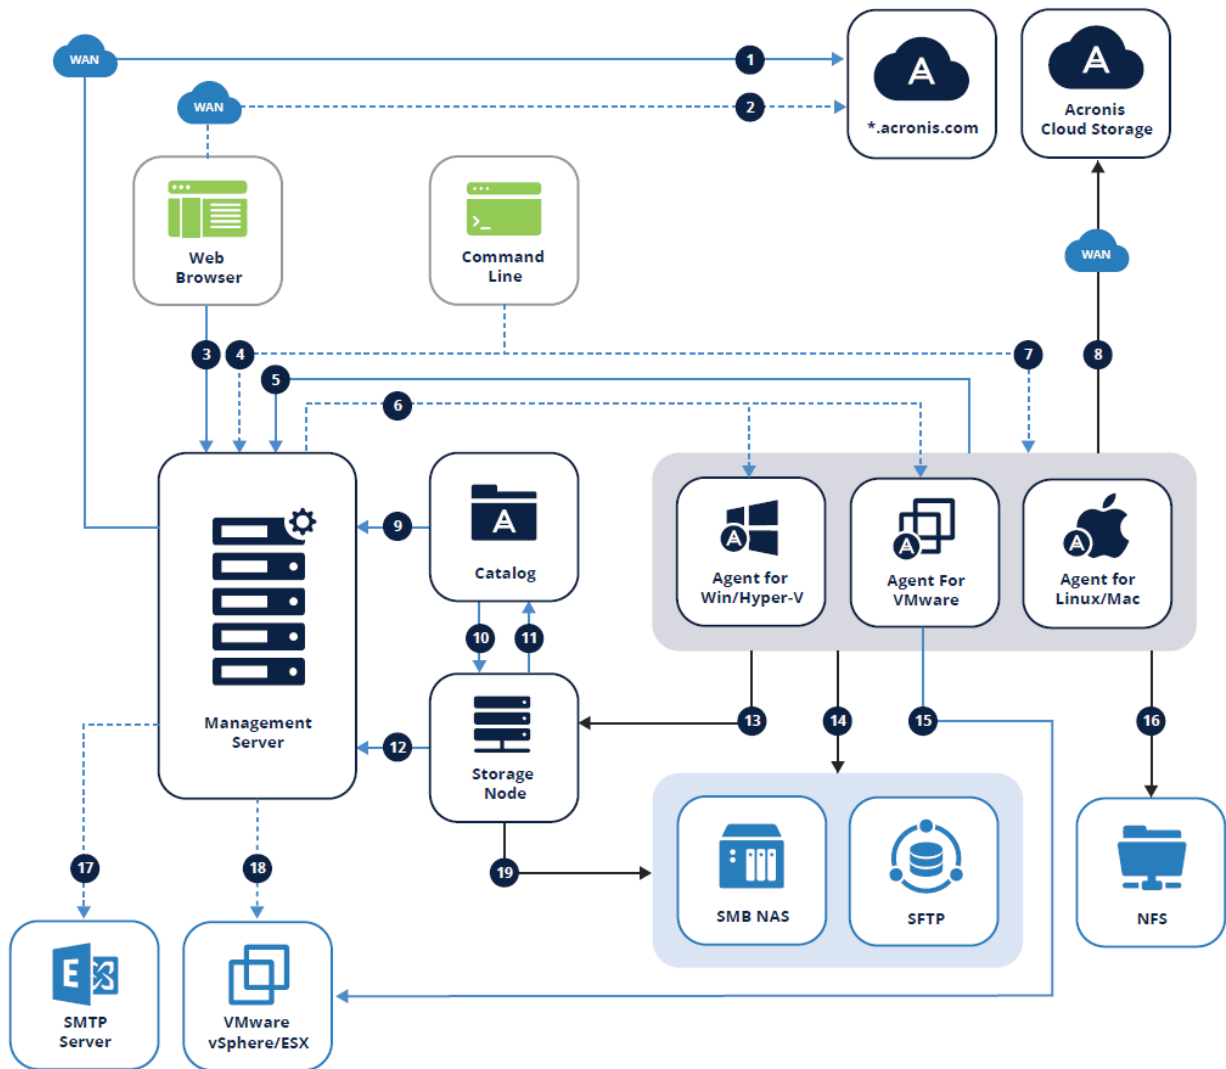 WAN
1
WAN
2
*.acronis.com
Acronis
Cloud Storage
Web
Browser
Command
Line
WAN
3
4
5
6
7
8
Management
Server
9
Catalog
10
11
12
Storage
Node
Agent for
Win/Hyper-V
Agent For
VMware
Agent for
Linux/Mac
13
14
15
16
17
18
19
SMB NAS
SFTP
NFS
E
SMTP
Server
VMware
vSphere/ESX